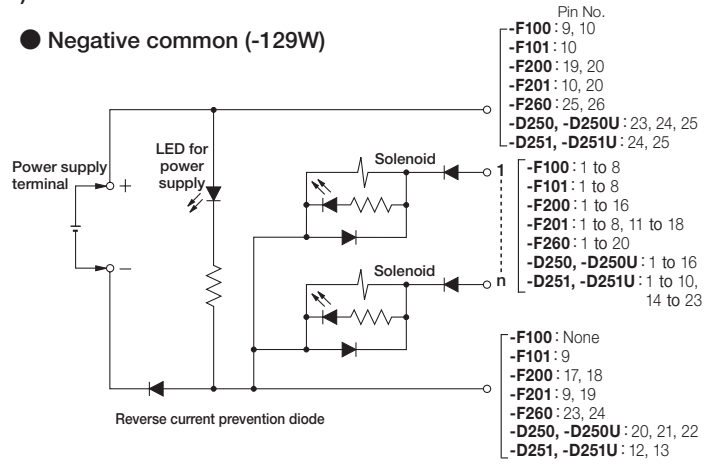 ● Negative common (-129W)
Pin No.
-F100 : 9, 10
-F101 : 10
-F200 : 19, 20
-F201 : 10, 20
-F260 : 25, 26
-D250, -D250U : 23, 24, 25
-D251, -D251U : 24, 25
Power supply
terminal
+
−
LED for
power
supply
Solenoid
1
-F100 : 1 to 8
-F101 : 1 to 8
-F200 : 1 to 16
-F201 : 1 to 8, 11 to 18
-F260 : 1 to 20
-D250, -D250U : 1 to 16
-D251, -D251U : 1 to 10,
14 to 23
Solenoid
n
-F100 : None
-F101 : 9
-F200 : 17, 18
-F201 : 9, 19
-F260 : 23, 24
-D250, -D250U : 20, 21, 22
-D251, -D251U : 12, 13
Reverse current prevention diode